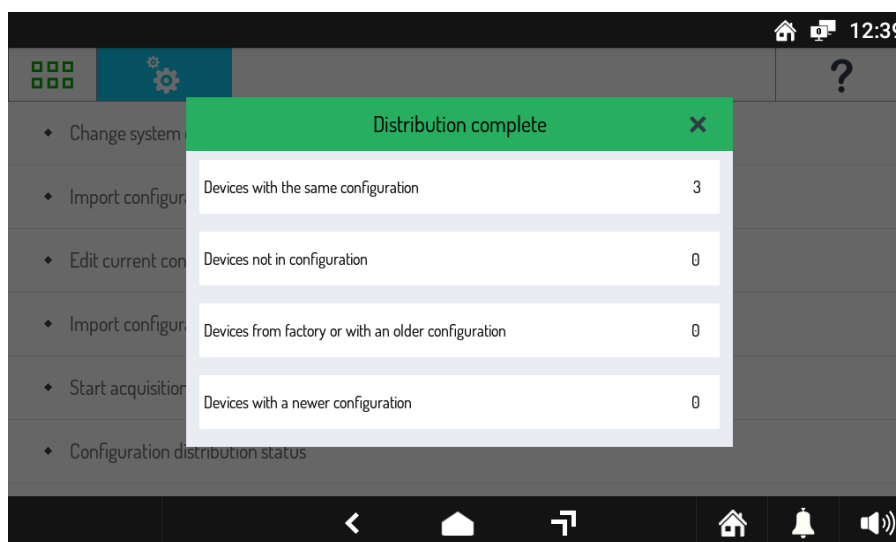 12:39
?
Change system
Distribution complete
Devices with the same configuration 3
Import configur
Devices not in configuration 0
Edit current con
Devices from factory or with an older configuration 0
Import configur
Start acquisition
Devices with a newer configuration 0
Configuration distribution status